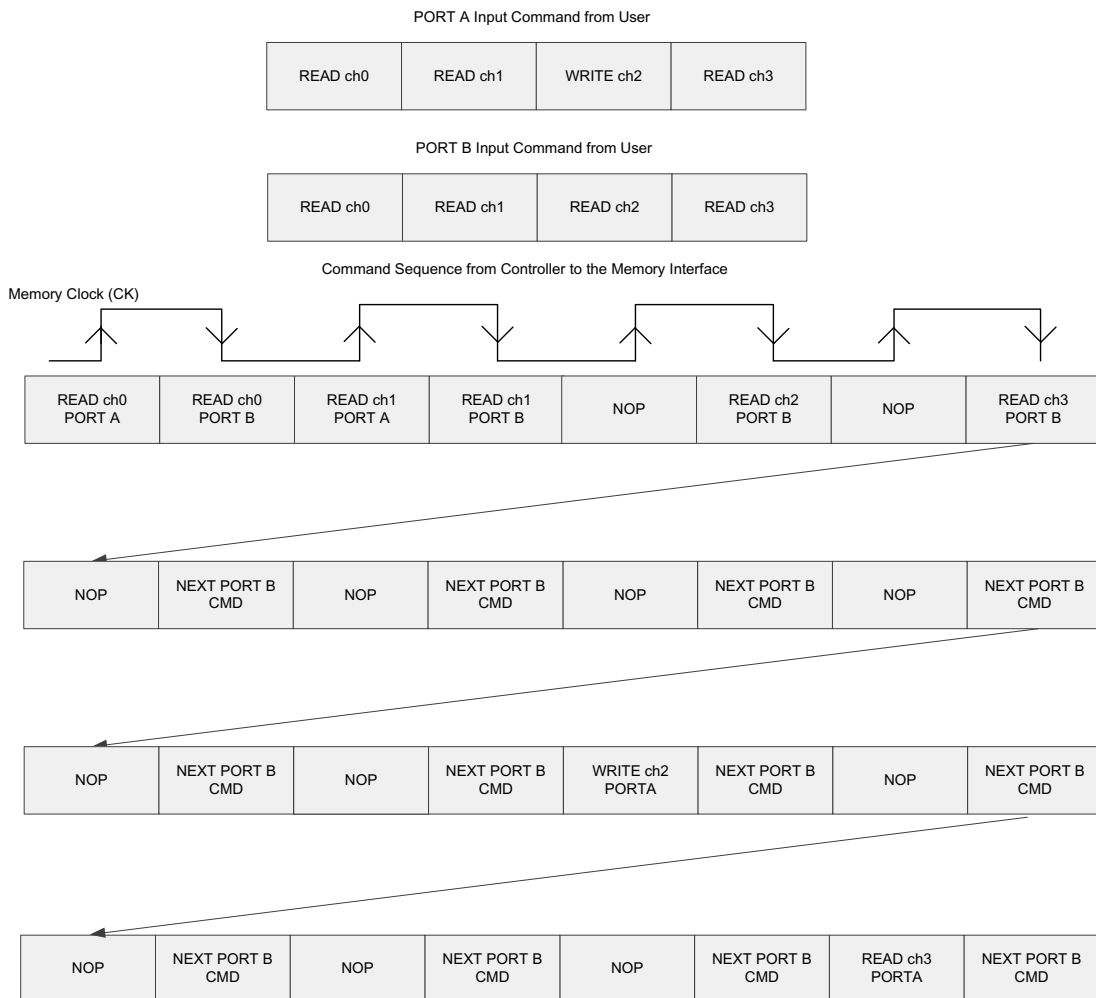 PORT A Input Command from User
READ ch0
READ ch1
WRITE ch2
READ ch3
PORT B Input Command from User
READ ch0
READ ch1
READ ch2
READ ch3
Command Sequence from Controller to the Memory Interface
Memory Clock (CK)
READ ch0
PORT A
READ ch0
PORT B
READ ch1
PORT A
READ ch1
PORT B
NOP
READ ch2
PORT B
NOP
READ ch3
PORT B
NOP
NEXT PORT B
CMD
NOP
NEXT PORT B
CMD
NOP
NEXT PORT B
CMD
NOP
NEXT PORT B
CMD
NOP
NEXT PORT B
CMD
NOP
NEXT PORT B
CMD
WRITE ch2
PORTA
NEXT PORT B
CMD
NOP
NEXT PORT B
CMD
NOP
NEXT PORT B
CMD
NOP
NEXT PORT B
CMD
NOP
NEXT PORT B
CMD
READ ch3
PORTA
NEXT PORT B
CMD